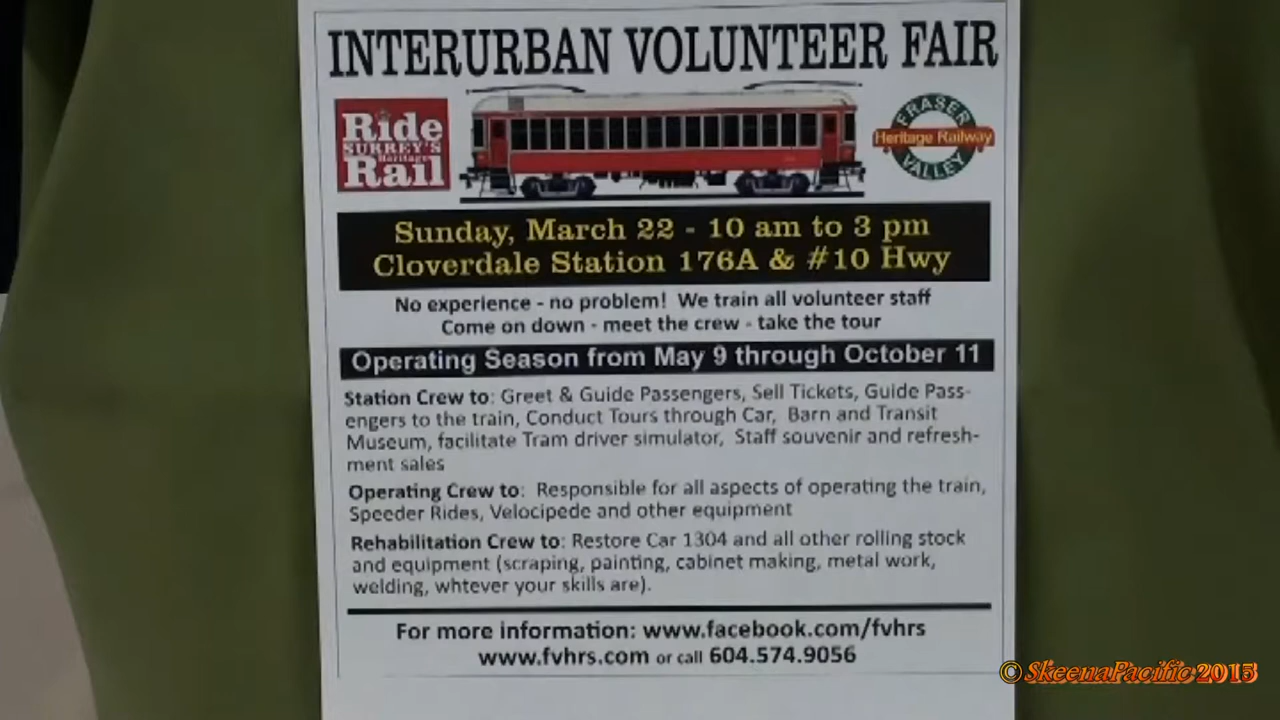 INTERURBAN VOLUNTEER FAIR
Ride
SURREY'S
Heritage
Rail
FRASER
Heritage Railway
VALLEY
Sunday, March 22 - 10 am to 3 pm
Cloverdale Station 176A & #10 Hwy
No experience - no problem! We train all volunteer staff
Come on down - meet the crew - take the tour
Operating Season from May 9 through October 11
Station Crew to: Greet & Guide Passengers, Sell Tickets, Guide Pass-
engers to the train, Conduct Tours through Car, Barn and Transit
Museum, facilitate Tram driver simulator, Staff souvenir and refresh-
ment sales
Operating Crew to: Responsible for all aspects of operating the train,
Speeder Rides, Velocipede and other equipment
Rehabilitation Crew to: Restore Car 1304 and all other rolling stock
and equipment (scraping, painting, cabinet making, metal work,
welding, whtever your skills are).
For more information: www.facebook.com/fvhrs
www.fvhrs.com or call 604.574.9056
© SkeenaPacific 2015